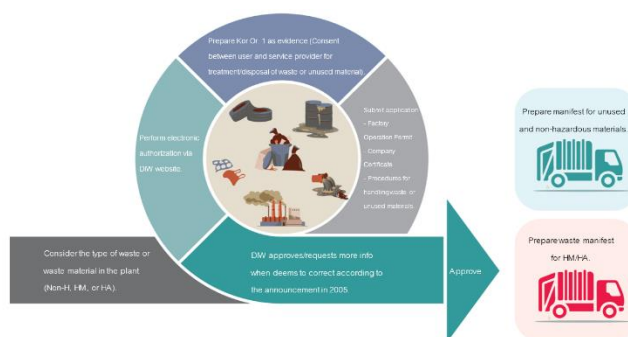 Consider the type of waste or
waste material in the plant
(Non-H, HM, or HA).
Perform electronic
authorization via
DIW website.
Prepare Kor Or. 1 as evidence (Consent
between user and service provider for
treatment/disposal of waste or unused material).
Submit application
- Factory
Operation Permit
- Company
Certificate
- Procedures for
handling waste or
unused materials.
DIW approves/requests more info
when deems to correct according to
the announcement in 2005
Approve
Prepare manifest for unused
and non-hazardous materials.
Prepare waste manifest
for HM/HA.